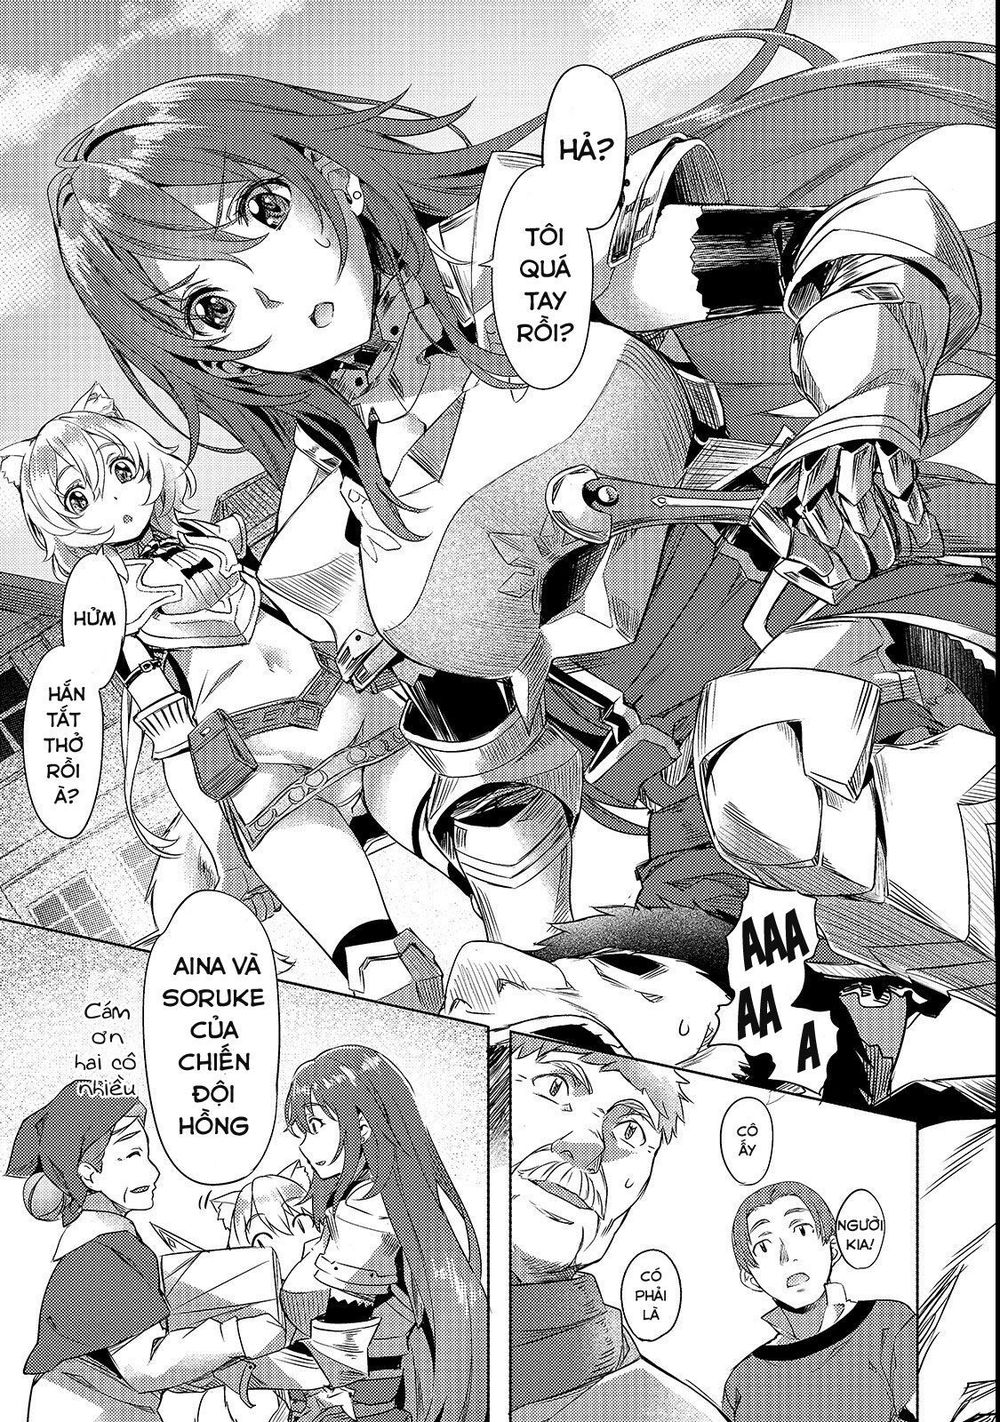 HẢ?
TÔI
QUÁ
TAY
RỒI?
HỬM
HẮN
TẮT
THỞ
RỒI
À?
AAA
AA
A
NGƯỜI
KIA!
CÔ
ẤY
CÓ
PHẢI
LÀ
AINA VÀ
SORUKE
CỦA
CHIẾN
ĐỘI
HỒNG
Cám
ơn
hai cô
nhiều